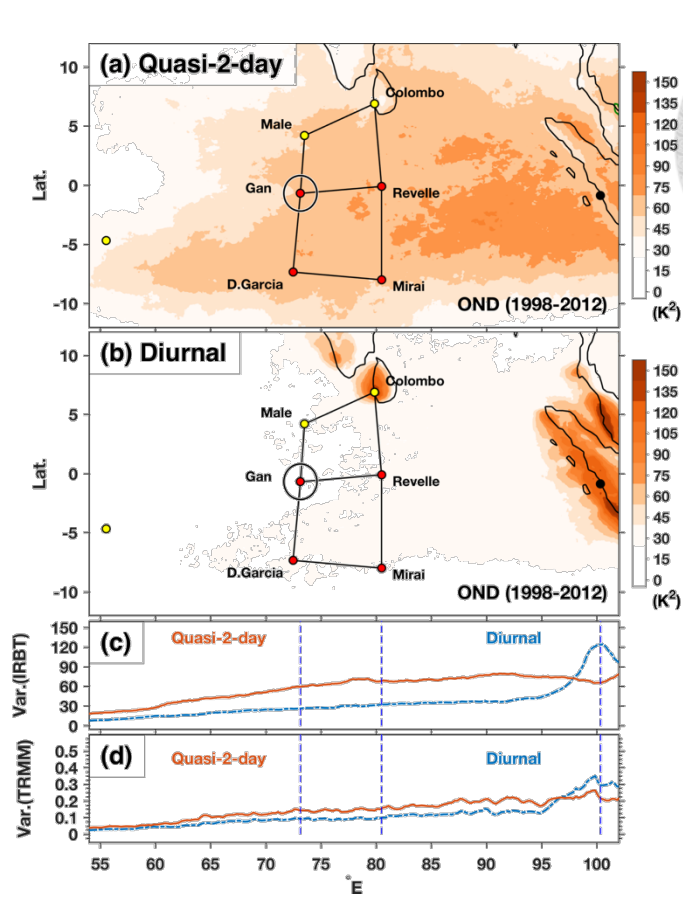 (a) Quasi-2-day
10
5
0
-5
-10
Lat.
Colombo
Male
Gan
Revelle
D.Garcia
Mirai
OND (1998-2012)
150
135
120
105
90
75
60
45
30
15
0
(K²)
(b) Diurnal
10
5
0
-5
-10
Lat.
Colombo
Male
Gan
Revelle
D.Garcia
Mirai
OND (1998-2012)
150
135
120
105
90
75
60
45
30
15
0
(K²)
(c)
Quasi-2-day
Diurnal
150
120
90
60
30
0
Var.(IRBT)
(d)
Quasi-2-day
Diurnal
0.5
0.4
0.3
0.2
0.1
0
Var.(TRMM)
55 60 65 70 75 80 85 90 95 100
°E